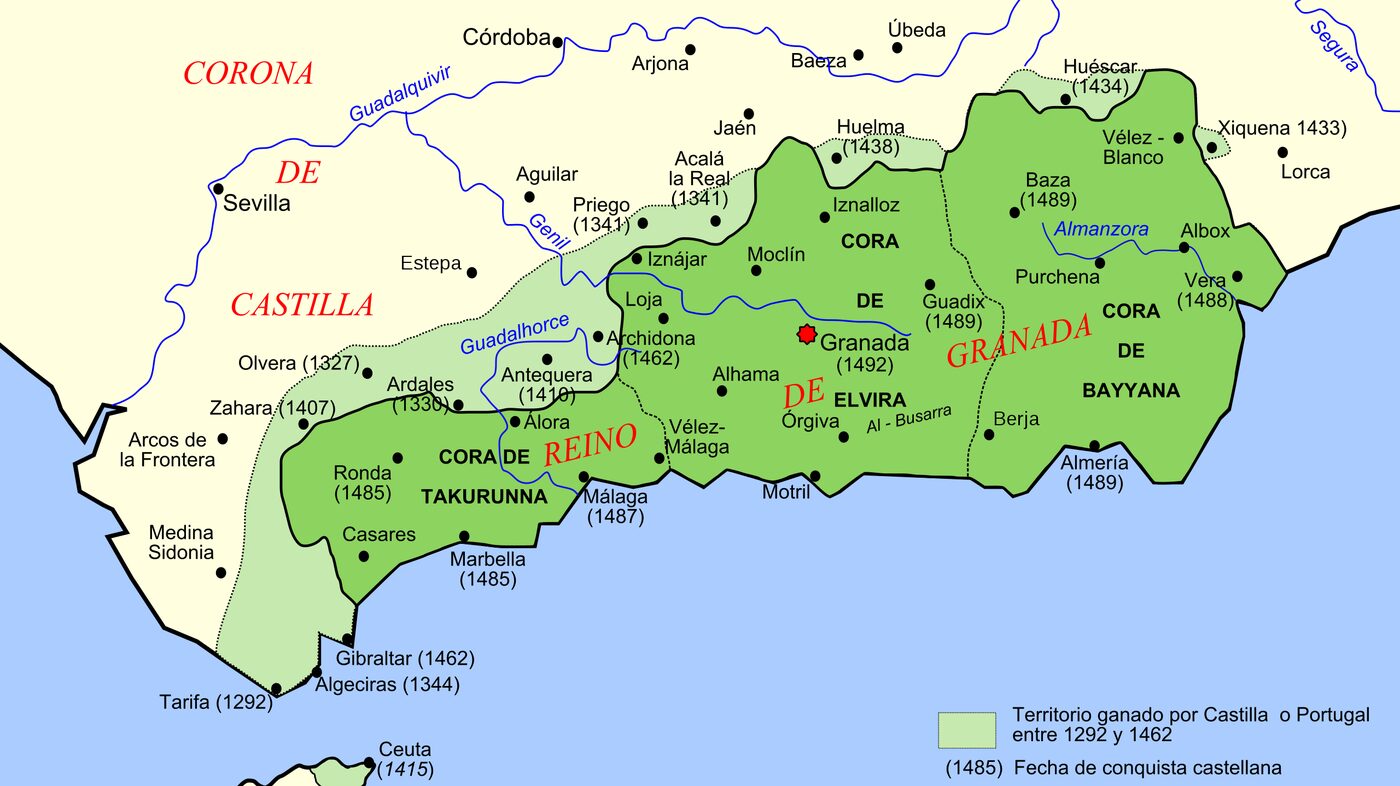 Córdoba
Úbeda
Baeza
Arjona
Segura
CORONA
Guadalquivir
Huéscar
(1434)
Jaén
Huelma
(1438)
Vélez -
Blanco
Xiquena 1433)
Lorca
DE
Sevilla
Aguilar
Acalá
la Real
(1341)
Priego
(1341)
Genil
Baza
(1489)
Iznalloz
CORA
Almanzora
Albox
Estepa
Iznájar
Moclín
Purchena
Vera
(1488)
CASTILLA
Loja
DE
Guadix
(1489)
CORA
Guadalhorce
Archidona
(1462)
Granada
(1492)
GRANADA
DE
Olvera (1327)
Ardales
(1330)
Antequera
(1410)
Alhama
DE
ELVIRA
BAYYANA
Zahara (1407)
Álora
Órgiva
Al - Busarra
Berja
Arcos de
la Frontera
CORA DE
TAKURUNNA
REINO
Vélez-
Málaga
Ronda
(1485)
Málaga
(1487)
Motril
Almería
(1489)
Medina
Sidonia
Casares
Marbella
(1485)
Gibraltar (1462)
Algeciras (1344)
Tarifa (1292)
Ceuta
(1415)
Territorio ganado por Castilla o Portugal
entre 1292 y 1462
(1485) Fecha de conquista castellana